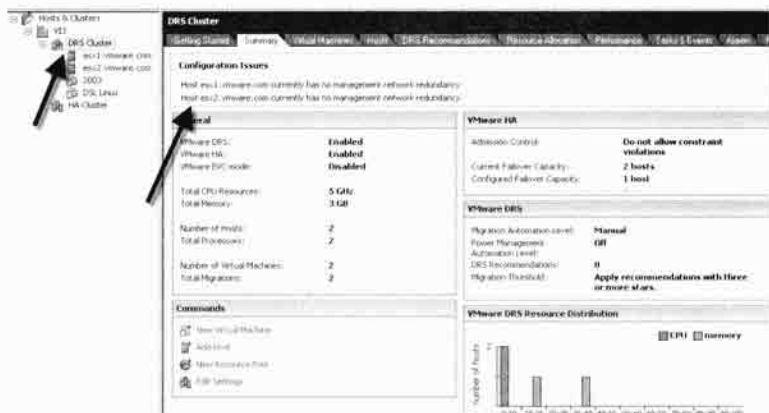 Hosts & Clusters
VI3
DRS Cluster
esx1.vmware.com
esx2.vmware.com
2003
DSL Linux
HA Cluster
DRS Cluster
Getting Started Summary Virtual Machines Hosts DRS Recommendations Resource Allocation Performance Tasks & Events Alarms
Configuration Issues
Host esx1.vmware.com currently has no management network redundancy
Host esx2.vmware.com currently has no management network redundancy
General
VMware DRS: Enabled
VMware HA: Enabled
VMware EVC mode: Disabled
Total CPU Resources: 5 GHz
Total Memory: 3 GB
Number of Hosts: 2
Total Processors: 2
Number of Virtual Machines: 2
Total Migrations: 2
Commands
New Virtual Machine
Add Host
New Resource Pool
Edit Settings
VMware HA
Admission Control: Do not allow constraint
violations
Current Failover Capacity: 2 hosts
Configured Failover Capacity: 1 host
VMware DRS
Migration Automation Level: Manual
Power Management Off
Automation Level:
DRS Recommendations: 0
Migration Threshold: Apply recommendations with three
or more stars.
VMware DRS Resource Distribution
CPU memory
Number of Hosts